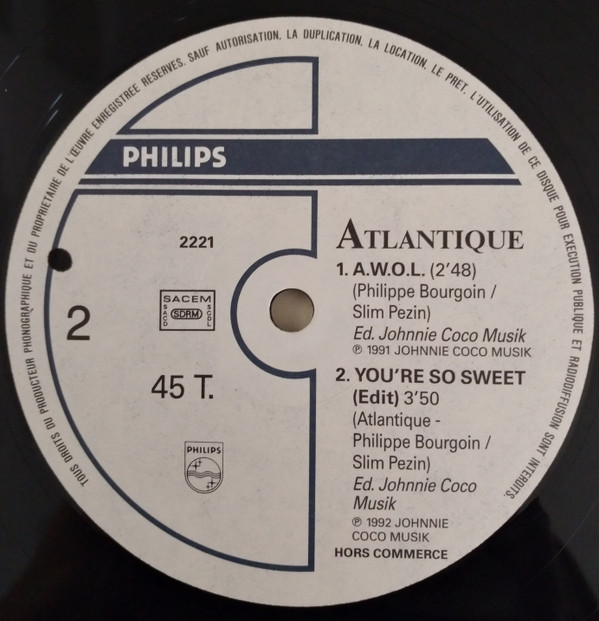 TOUS DROITS DU PRODUCTEUR PHONOGRAPHIQUE ET DU PROPRIETAIRE DE L'ŒUVRE ENREGISTREE RESERVES. SAUF AUTORISATION, LA DUPLICATION, LA LOCATION, LE PRET, L'UTILISATION DE CE DISQUE POUR EXECUTION PUBLIQUE ET RADIODIFFUSION SONT INTERDITS.
PHILIPS
2221
SACEM
SACD SDRM SGDL
2
45 T.
PHILIPS
ATLANTIQUE
1. A.W.O.L. (2'48)
(Philippe Bourgoin /
Slim Pezin)
Ed. Johnnie Coco Musik
℗ 1991 JOHNNIE COCO MUSIK
2. YOU'RE SO SWEET
(Edit) 3'50
(Atlantique -
Philippe Bourgoin /
Slim Pezin)
Ed. Johnnie Coco
Musik
℗ 1992 JOHNNIE
COCO MUSIK
HORS COMMERCE